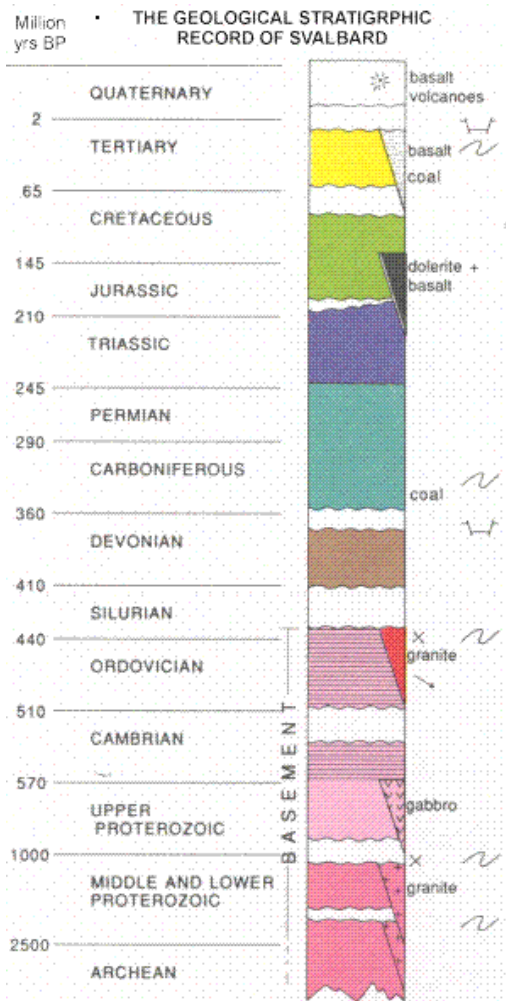 Million
yrs BP
THE GEOLOGICAL STRATIGRPHIC
RECORD OF SVALBARD
QUATERNARY
basalt
volcanoes
2
TERTIARY
basalt
coal
65
CRETACEOUS
145
dolerite +
basalt
JURASSIC
210
TRIASSIC
245
PERMIAN
290
CARBONIFEROUS
coal
360
DEVONIAN
410
SILURIAN
440
granite
ORDOVICIAN
510
CAMBRIAN
BASEMENT
570
UPPER
PROTEROZOIC
gabbro
1000
MIDDLE AND LOWER
PROTEROZOIC
granite
2500
ARCHEAN